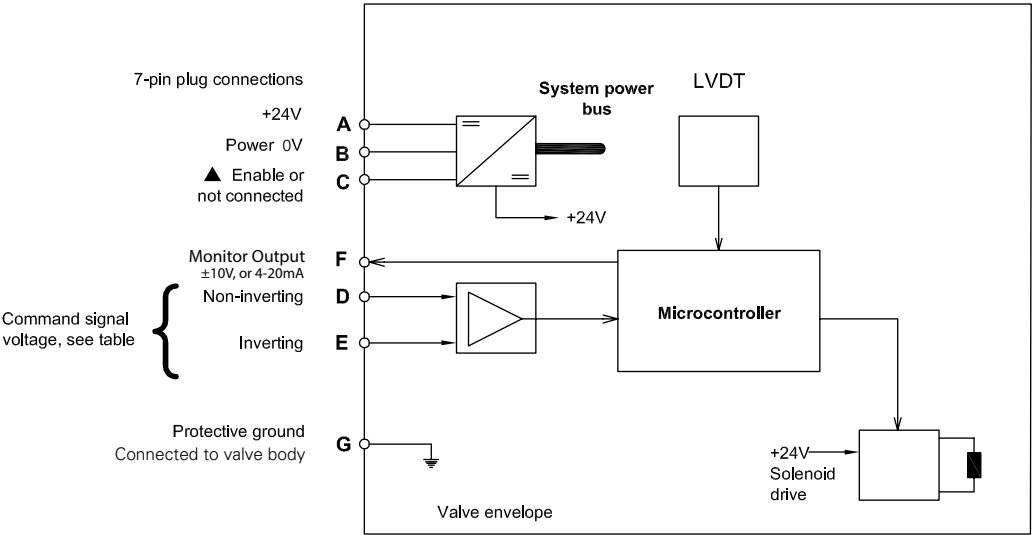 7-pin plug connections
+24V
A
Power 0V
B
▲ Enable or
not connected
C
System power
bus
LVDT
+24V
Monitor Output
±10V, or 4-20mA
F
Non-inverting
D
Command signal
voltage, see table
Inverting
E
Microcontroller
Protective ground
Connected to valve body
G
+24V
Solenoid
drive
Valve envelope